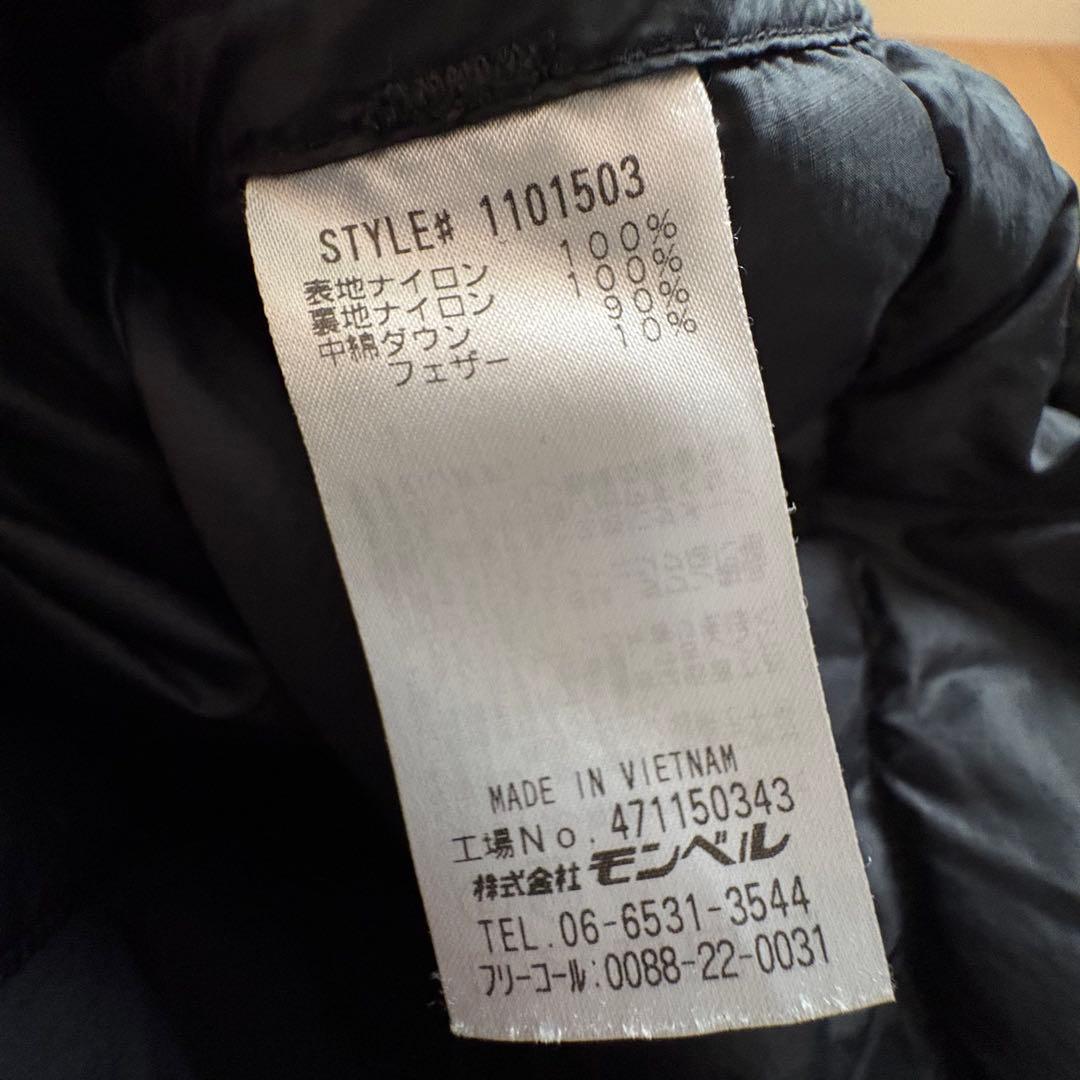 STYLE# 1101503
表地ナイロン 100%
裏地ナイロン 100%
中綿ダウン 90%
フェザー 10%
MADE IN VIETNAM
工場No. 471150343
株式会社 モンベル
TEL.06-6531-3544
フリーコール:0088-22-0031